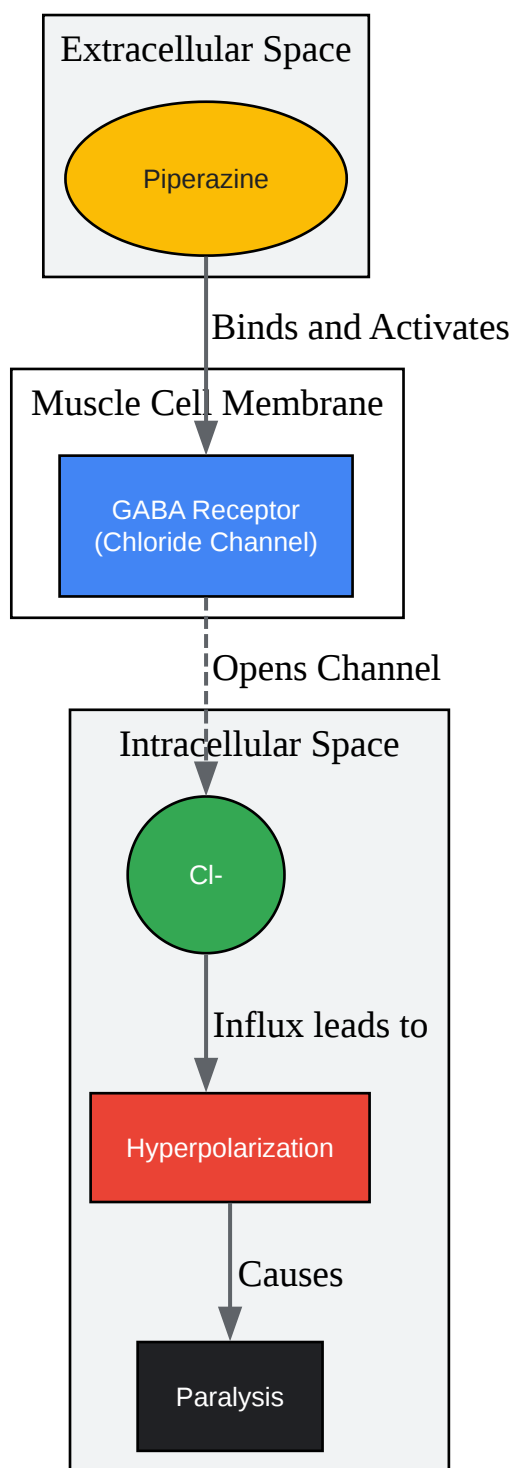 Extracellular Space
Piperazine
Binds and Activates
Muscle Cell Membrane
GABA Receptor
(Chloride Channel)
Opens Channel
Intracellular Space
Cl-
Influx leads to
Hyperpolarization
Causes
Paralysis